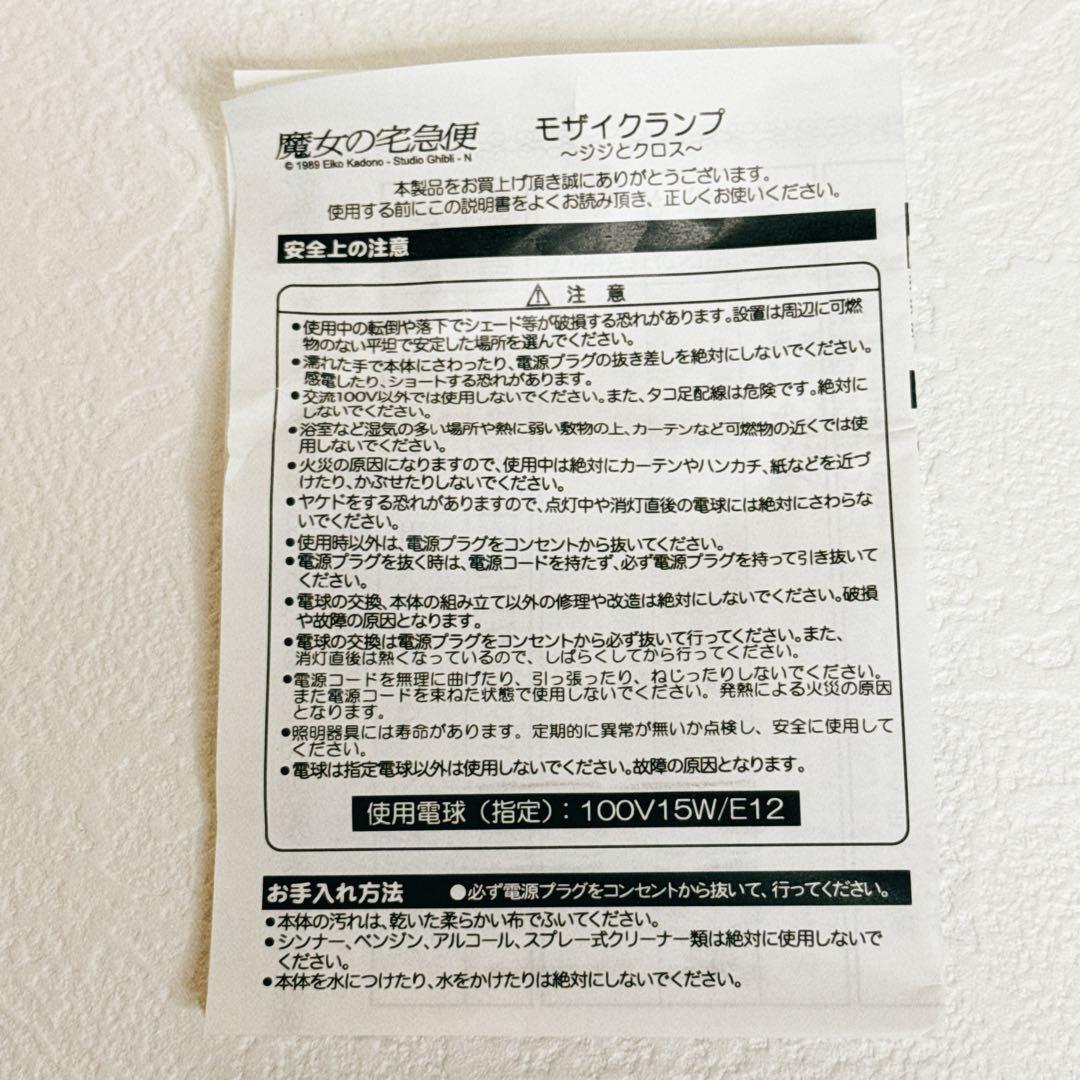 魔女の宅急便
© 1989 Eiko Kadono - Studio Ghibli - N
モザイクランプ
～ジジとクロス～
本製品をお買上げ頂き誠にありがとうございます。
使用する前にこの説明書をよくお読み頂き、正しくお使いください。
安全上の注意
⚠ 注 意
●使用中の転倒や落下でシェード等が破損する恐れがあります。設置は周辺に可燃
物のない平坦で安定した場所を選んでください。
●濡れた手で本体にさわったり、電源プラグの抜き差しを絶対にしないでください。
感電したり、ショートする恐れがあります。
●交流100V以外では使用しないでください。また、タコ足配線は危険です。絶対に
しないでください。
●浴室など湿気の多い場所や熱に弱い敷物の上、カーテンなど可燃物の近くでは使
用しないでください。
●火災の原因になりますので、使用中は絶対にカーテンやハンカチ、紙などを近づ
けたり、かぶせたりしないでください。
●ヤケドをする恐れがありますので、点灯中や消灯直後の電球には絶対にさわらな
いでください。
●使用時以外は、電源プラグをコンセントから抜いてください。
●電源プラグを抜く時は、電源コードを持たず、必ず電源プラグを持って引き抜いて
ください。
●電球の交換、本体の組み立て以外の修理や改造は絶対にしないでください。破損
や故障の原因となります。
●電球の交換は電源プラグをコンセントから必ず抜いて行ってください。また、
消灯直後は熱くなっているので、しばらくしてから行ってください。
●電源コードを無理に曲げたり、引っ張ったり、ねじったりしないでください。
また電源コードを束ねた状態で使用しないでください。発熱による火災の原因
となります。
●照明器具には寿命があります。定期的に異常が無いか点検し、安全に使用して
ください。
●電球は指定電球以外は使用しないでください。故障の原因となります。
使用電球（指定）：100V15W/E12
お手入れ方法 ●必ず電源プラグをコンセントから抜いて、行ってください。
●本体の汚れは、乾いた柔らかい布でふいてください。
●シンナー、ベンジン、アルコール、スプレー式クリーナー類は絶対に使用しないで
ください。
●本体を水につけたり、水をかけたりは絶対にしないでください。